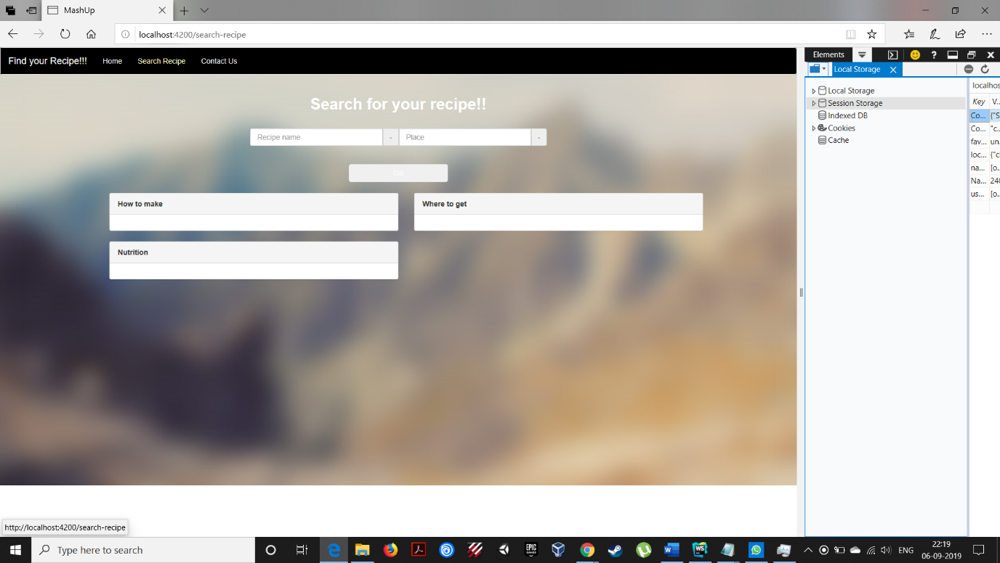 MashUp
localhost:4200/search-recipe
Find your Recipe!!! Home Search Recipe Contact Us
Elements
Local Storage
Search for your recipe!!
Recipe name - Place -
How to make
Where to get
Nutrition
Local Storage
Session Storage
Indexed DB
Cookies
Cache
localhos
Key V...
Co... {"S
Co... "c...
fav... un...
loc... {"c
na... [o...
Na... 240
us... [o...
http://localhost:4200/search-recipe
Type here to search
EPIC GAMES
WS
ENG
22:19
06-09-2019